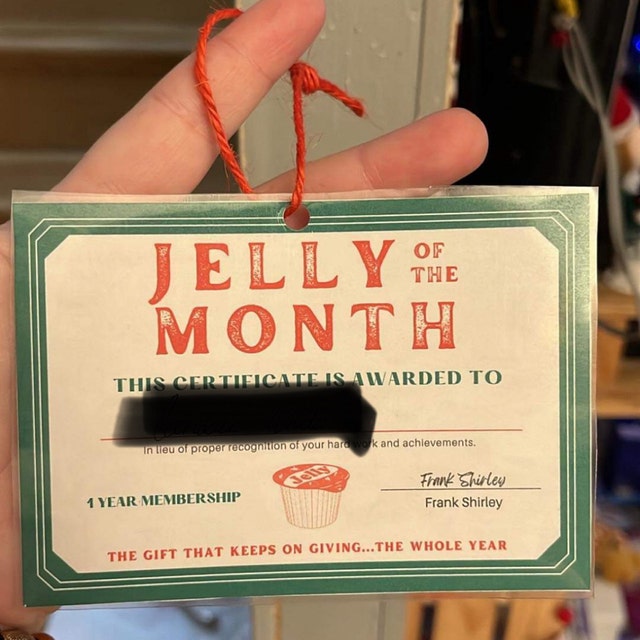 JELLY OF THE
MONTH
THIS CERTIFICATE IS AWARDED TO
In lieu of proper recognition of your hard work and achievements.
Jelly
Frank Shirley
1 YEAR MEMBERSHIP
Frank Shirley
THE GIFT THAT KEEPS ON GIVING...THE WHOLE YEAR